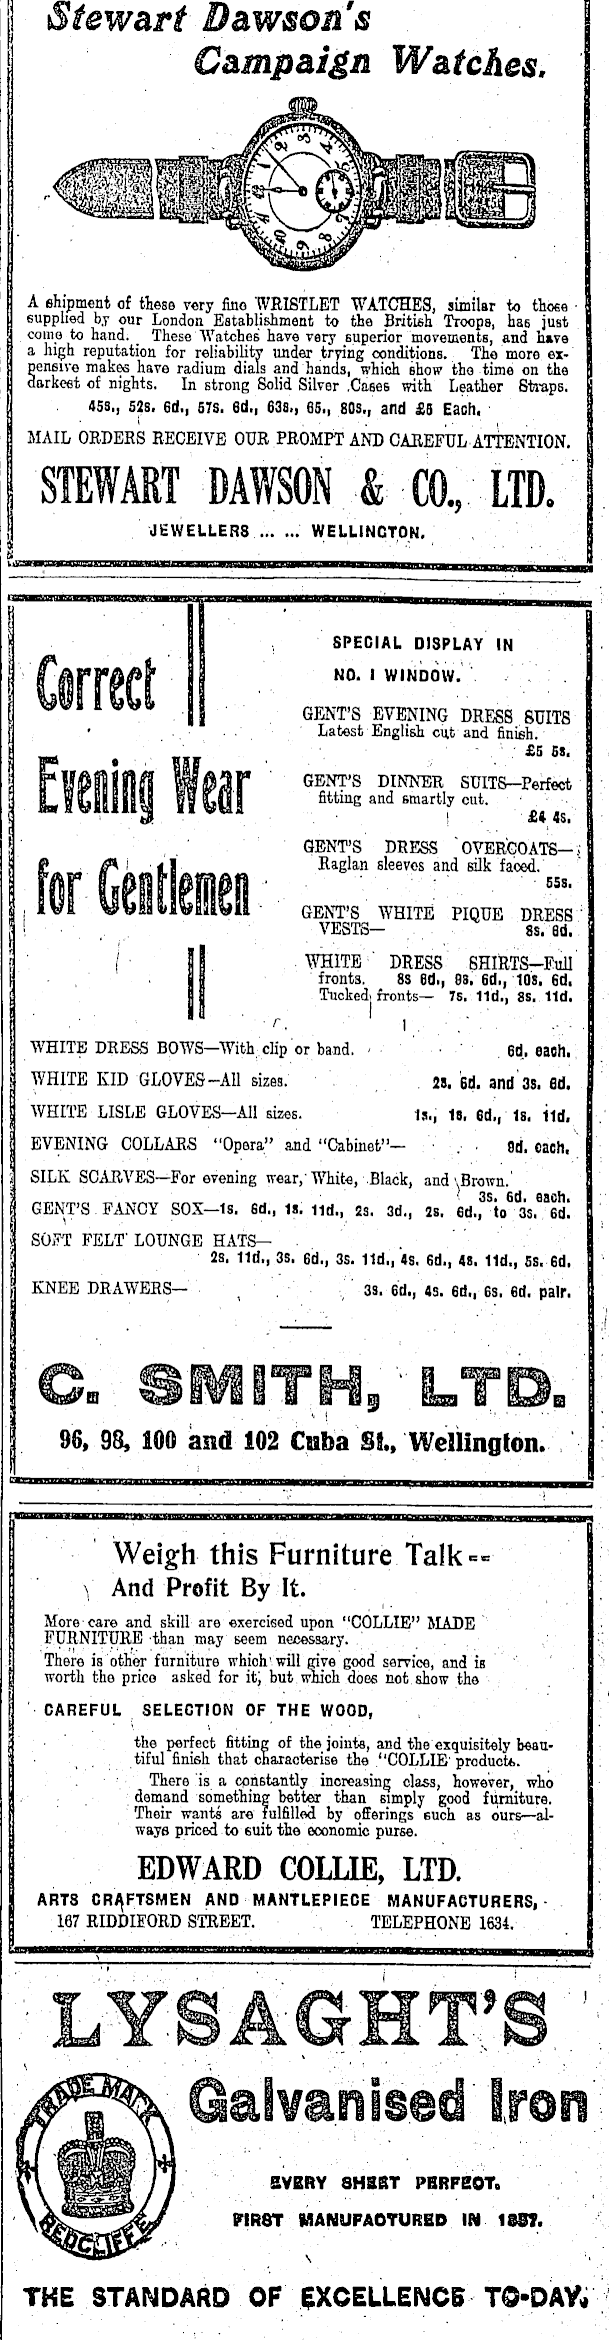 Stewart Dawson's
Campaign Watches.
A shipment of these very fine WRISTLET WATCHES, similar to those
supplied by our London Establishment to the British Troops, has just
come to hand. These Watches have very superior movements, and have
a high reputation for reliability under trying conditions. The more ex-
pensive makes have radium dials and hands, which show the time on the
darkest of nights. In strong Solid Silver Cases with Leather Straps.
45s., 52s. 6d., 57s. 6d., 63s., 65., 80s., and £5 Each.
MAIL ORDERS RECEIVE OUR PROMPT AND CAREFUL ATTENTION.
STEWART DAWSON & CO., LTD.
JEWELLERS ... ... WELLINGTON.
Correct
Evening Wear
for Gentlemen
SPECIAL DISPLAY IN
NO. 1 WINDOW.
GENT'S EVENING DRESS SUITS
Latest English cut and finish.
£5 5s.
GENT'S DINNER SUITS—Perfect
fitting and smartly cut.
£4 4s.
GENT'S DRESS OVERCOATS—
Raglan sleeves and silk faced.
55s.
GENT'S WHITE PIQUE DRESS
VESTS— 8s. 6d.
WHITE DRESS SHIRTS—Full
fronts. 8s 6d., 9s. 6d., 10s. 6d.
Tucked fronts— 7s. 11d., 8s. 11d.
WHITE DRESS BOWS—With clip or band. 6d. each.
WHITE KID GLOVES—All sizes. 2s. 6d. and 3s. 6d.
WHITE LISLE GLOVES—All sizes. 1s., 1s. 6d., 1s. 11d.
EVENING COLLARS "Opera" and "Cabinet"— 9d. each.
SILK SCARVES—For evening wear, White, Black, and Brown.
3s. 6d. each.
GENT'S FANCY SOX—1s. 6d., 1s. 11d., 2s. 3d., 2s. 6d., to 3s. 6d.
SOFT FELT LOUNGE HATS—
2s. 11d., 3s. 6d., 3s. 11d., 4s. 6d., 4s. 11d., 5s. 6d.
KNEE DRAWERS— 3s. 6d., 4s. 6d., 6s. 6d. pair.
C. SMITH, LTD.
96, 98, 100 and 102 Cuba St., Wellington.
Weigh this Furniture Talk--
And Profit By It.
More care and skill are exercised upon "COLLIE" MADE
FURNITURE than may seem necessary.
There is other furniture which will give good service, and is
worth the price asked for it, but which does not show the
CAREFUL SELECTION OF THE WOOD,
the perfect fitting of the joints, and the exquisitely beau-
tiful finish that characterise the "COLLIE" products.
There is a constantly increasing class, however, who
demand something better than simply good furniture.
Their wants are fulfilled by offerings such as ours—al-
ways priced to suit the economic purse.
EDWARD COLLIE, LTD.
ARTS CRAFTSMEN AND MANTLEPIECE MANUFACTURERS,
167 RIDDIFORD STREET. TELEPHONE 1634.
LYSAGHT'S
TRADE MARK
REDCLIFFE
Galvanised Iron
EVERY SHEET PERFECT.
FIRST MANUFACTURED IN 1857.
THE STANDARD OF EXCELLENCE TO-DAY.